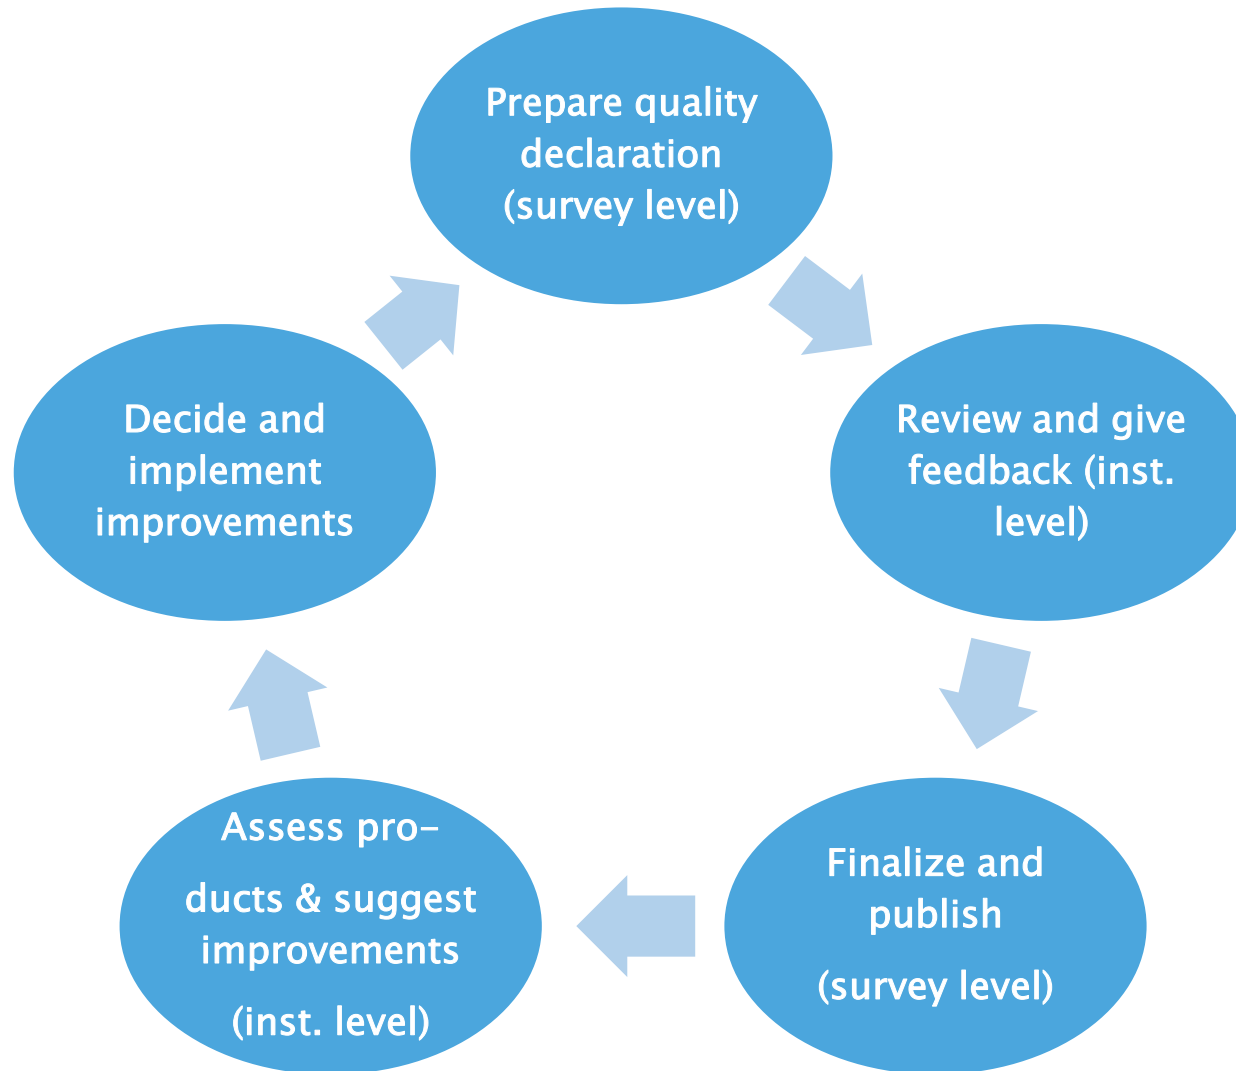 Prepare quality
declaration
(survey level)
Review and give
feedback (inst.
level)
Finalize and
publish
(survey level)
Assess pro–
ducts & suggest
improvements
(inst. level)
Decide and
implement
improvements